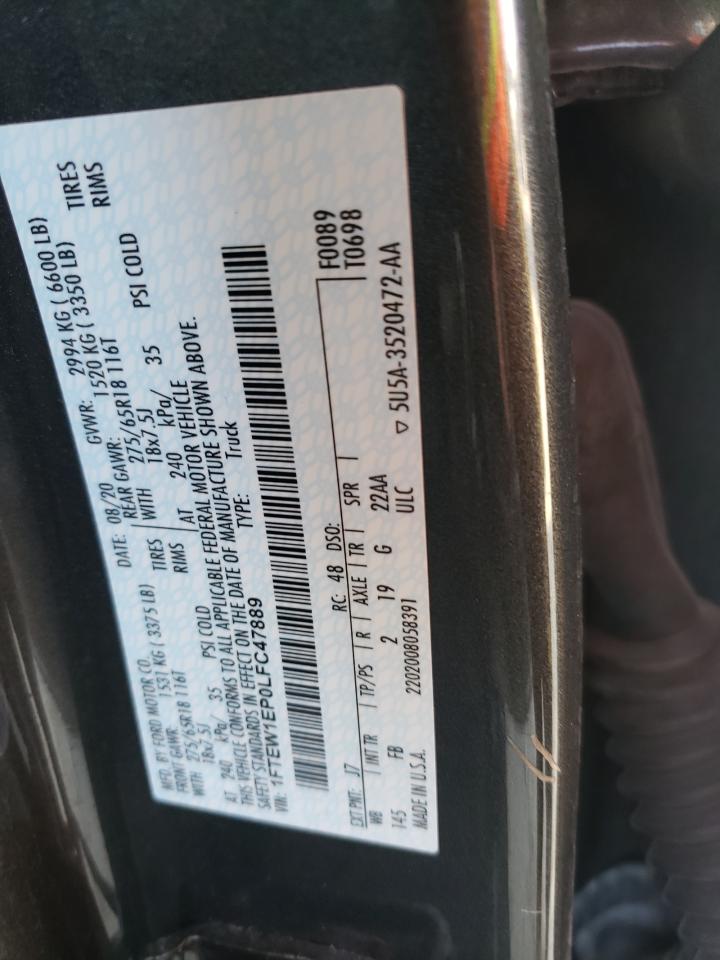 MFD. BY FORD MOTOR CO. DATE: 08/20 GVWR: 2994 KG ( 6600 LB)
FRONT GAWR: 1531 KG ( 3375 LB) REAR GAWR: 1520 KG ( 3350 LB)
WITH 275/65R18 116T TIRES WITH 275/65R18 116T TIRES
18x7.5J RIMS 18x7.5J RIMS
AT 240 kPa/ 35 PSI COLD AT 240 kPa/ 35 PSI COLD
THIS VEHICLE CONFORMS TO ALL APPLICABLE FEDERAL MOTOR VEHICLE
SAFETY STANDARDS IN EFFECT ON THE DATE OF MANUFACTURE SHOWN ABOVE.
VIN: 1FTEW1EP0LFC47889 TYPE: Truck
F0089
T0698
EXT PNT: J7 RC: 48 DSO:
WB INT TR TP/PS R AXLE TR SPR
145 FB 2 19 G 22AA
MADE IN U.S.A. 2202008058391 ULC ▽ 5U5A-3520472-AA